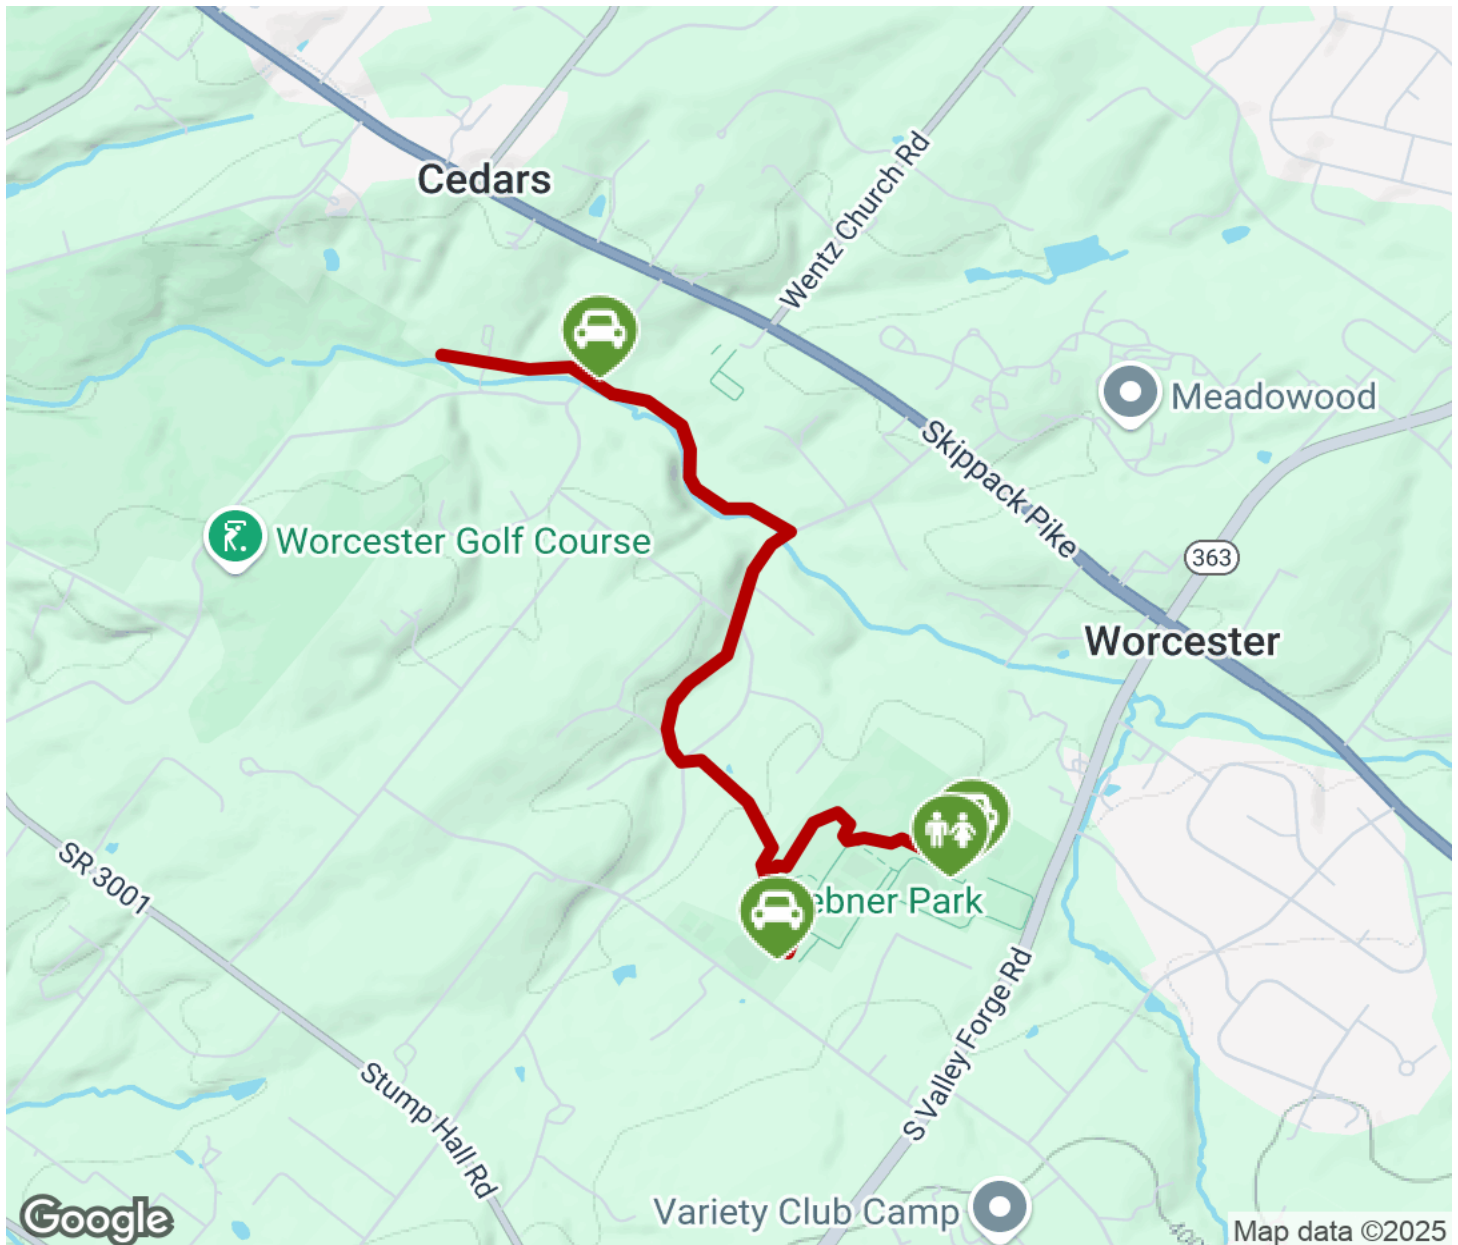 Cedars
Wentz Church Rd
Meadowood
Skippack Pike
Worcester Golf Course
363
Worcester
SR 3001
ebner Park
S Valley Forge Rd
Stump Hall Rd
Variety Club Camp
400
Google
Map data ©2025